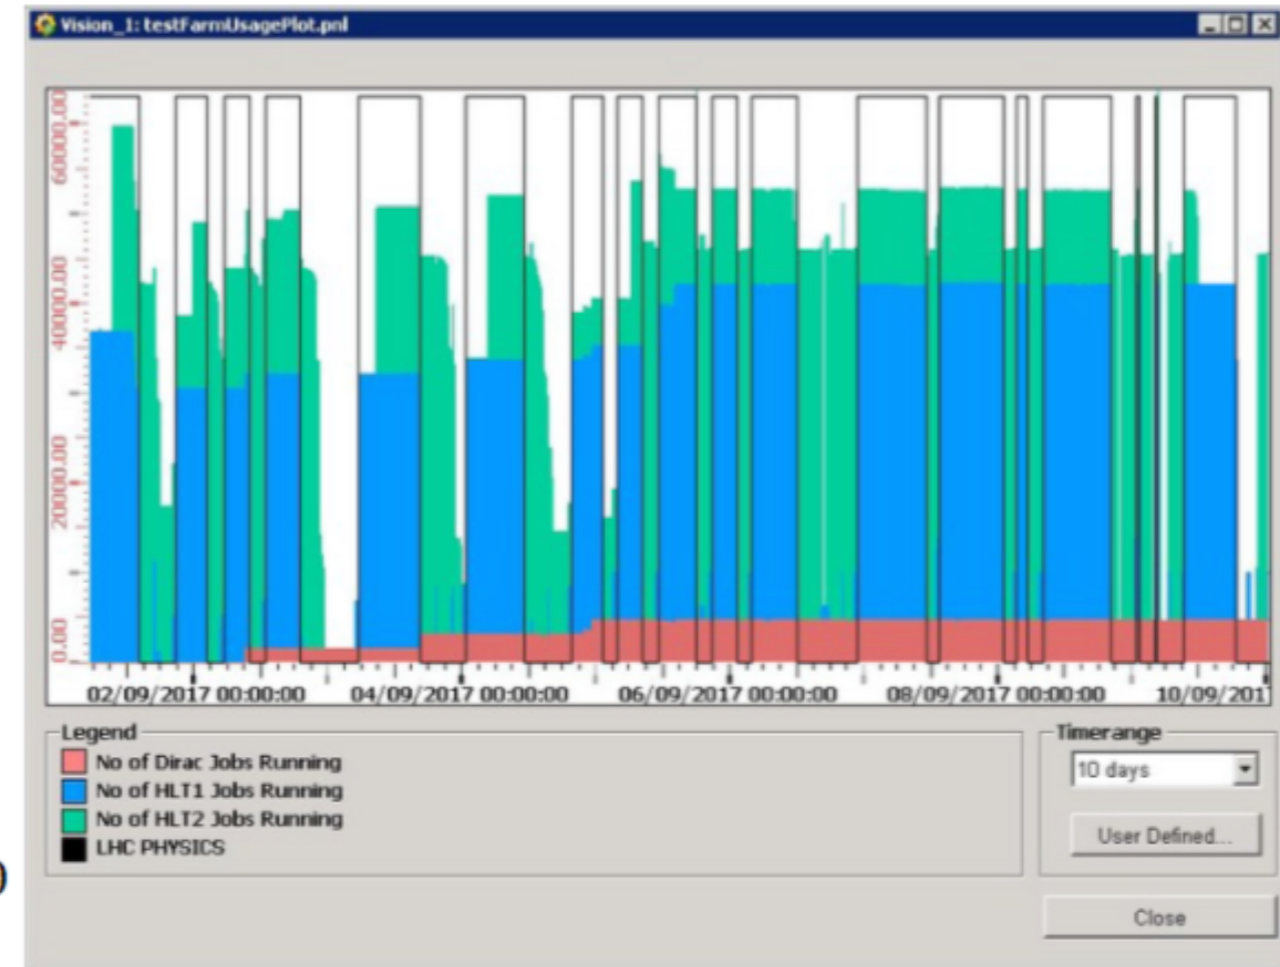 Vision_1: testFarmUsagePlot.pnl
60000.00
40000.00
20000.00
0.00
02/09/2017 00:00:00 04/09/2017 00:00:00 06/09/2017 00:00:00 08/09/2017 00:00:00 10/09/201
Legend
No of Dirac Jobs Running
No of HLT1 Jobs Running
No of HLT2 Jobs Running
LHC PHYSICS
Timerange
10 days
User Defined...
Close